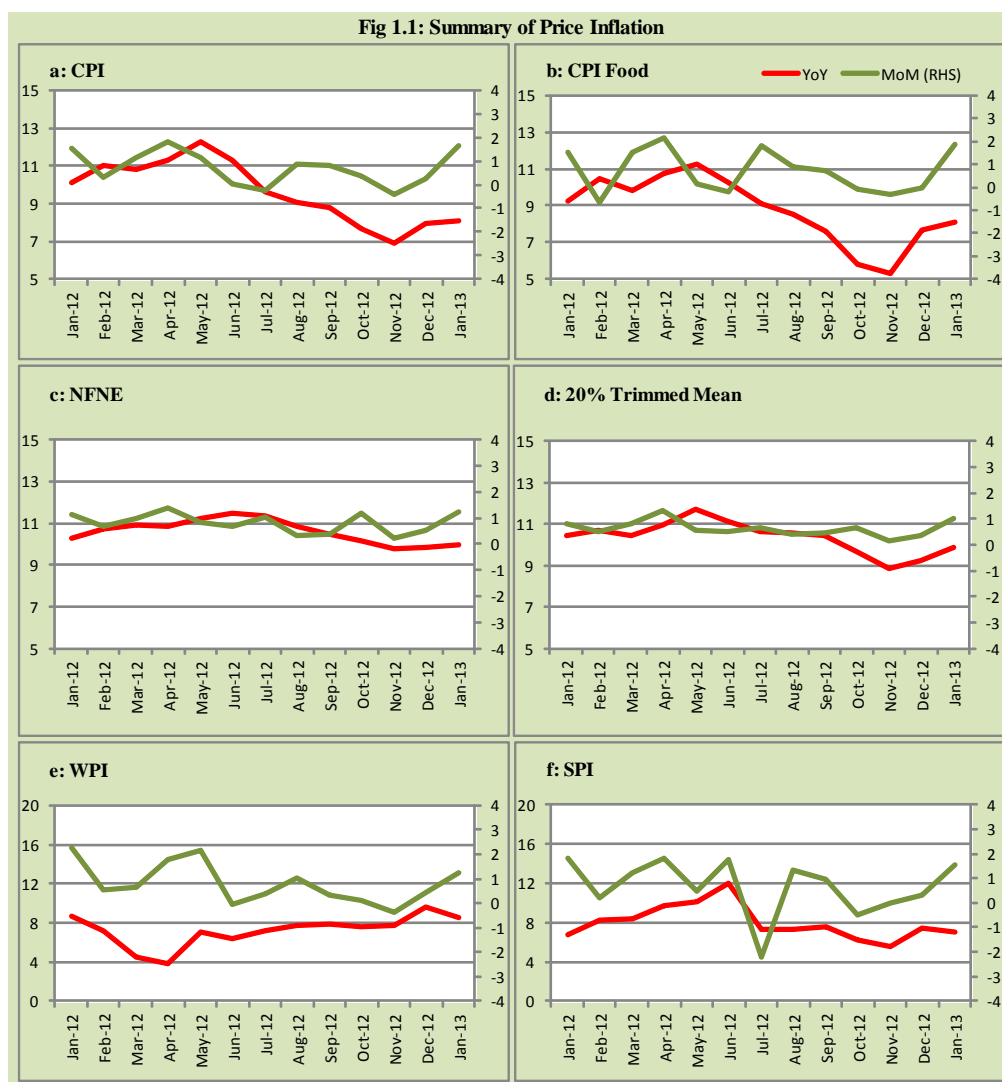 Fig 1.1: Summary of Price Inflation
a: CPI
15
13
11
9
7
5
4
3
2
1
0
-1
-2
-3
-4
Jan-12
Feb-12
Mar-12
Apr-12
May-12
Jun-12
Jul-12
Aug-12
Sep-12
Oct-12
Nov-12
Dec-12
Jan-13
b: CPI Food
YoY
MoM (RHS)
15
13
11
9
7
5
4
3
2
1
0
-1
-2
-3
-4
Jan-12
Feb-12
Mar-12
Apr-12
May-12
Jun-12
Jul-12
Aug-12
Sep-12
Oct-12
Nov-12
Dec-12
Jan-13
c: NFNE
15
13
11
9
7
5
4
3
2
1
0
-1
-2
-3
-4
Jan-12
Feb-12
Mar-12
Apr-12
May-12
Jun-12
Jul-12
Aug-12
Sep-12
Oct-12
Nov-12
Dec-12
Jan-13
d: 20% Trimmed Mean
15
13
11
9
7
5
4
3
2
1
0
-1
-2
-3
-4
Jan-12
Feb-12
Mar-12
Apr-12
May-12
Jun-12
Jul-12
Aug-12
Sep-12
Oct-12
Nov-12
Dec-12
Jan-13
e: WPI
20
16
12
8
4
0
4
3
2
1
0
-1
-2
-3
-4
Jan-12
Feb-12
Mar-12
Apr-12
May-12
Jun-12
Jul-12
Aug-12
Sep-12
Oct-12
Nov-12
Dec-12
Jan-13
f: SPI
20
16
12
8
4
0
4
3
2
1
0
-1
-2
-3
-4
Jan-12
Feb-12
Mar-12
Apr-12
May-12
Jun-12
Jul-12
Aug-12
Sep-12
Oct-12
Nov-12
Dec-12
Jan-13